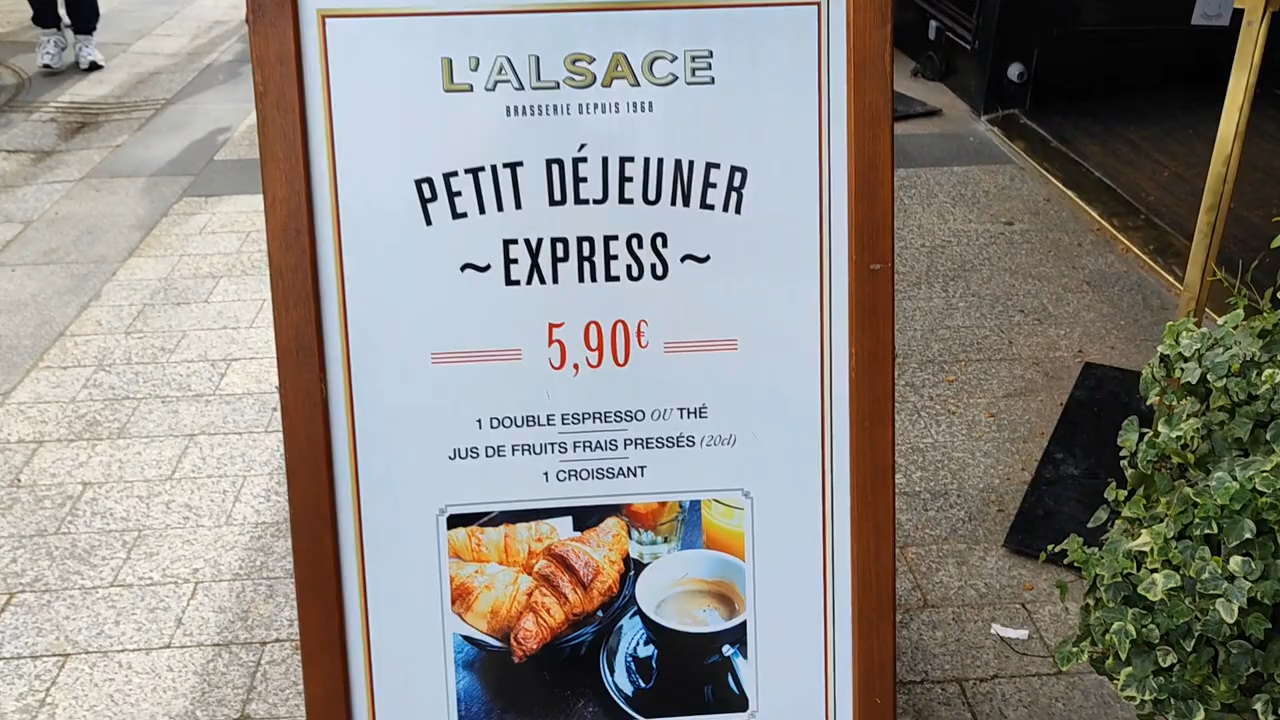 L'ALSACE
BRASSERIE DEPUIS 1968
PETIT DÉJEUNER
~EXPRESS~
5,90€
1 DOUBLE ESPRESSO OU THÉ
JUS DE FRUITS FRAIS PRESSÉS (20cl)
1 CROISSANT